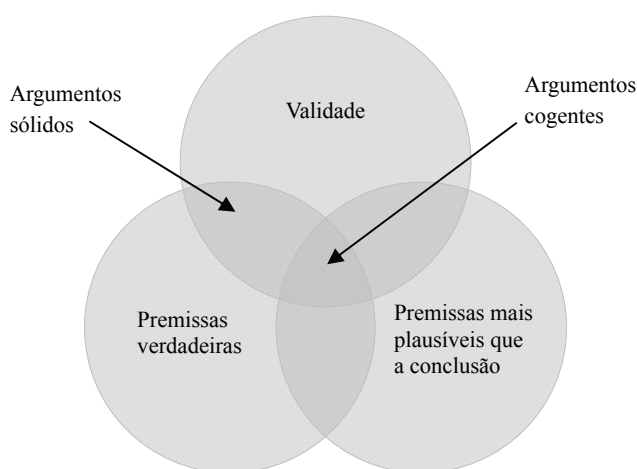 Argumentos
sólidos
Validade
Argumentos
cogentes
Premissas
verdadeiras
Premissas mais
plausíveis que
a conclusão